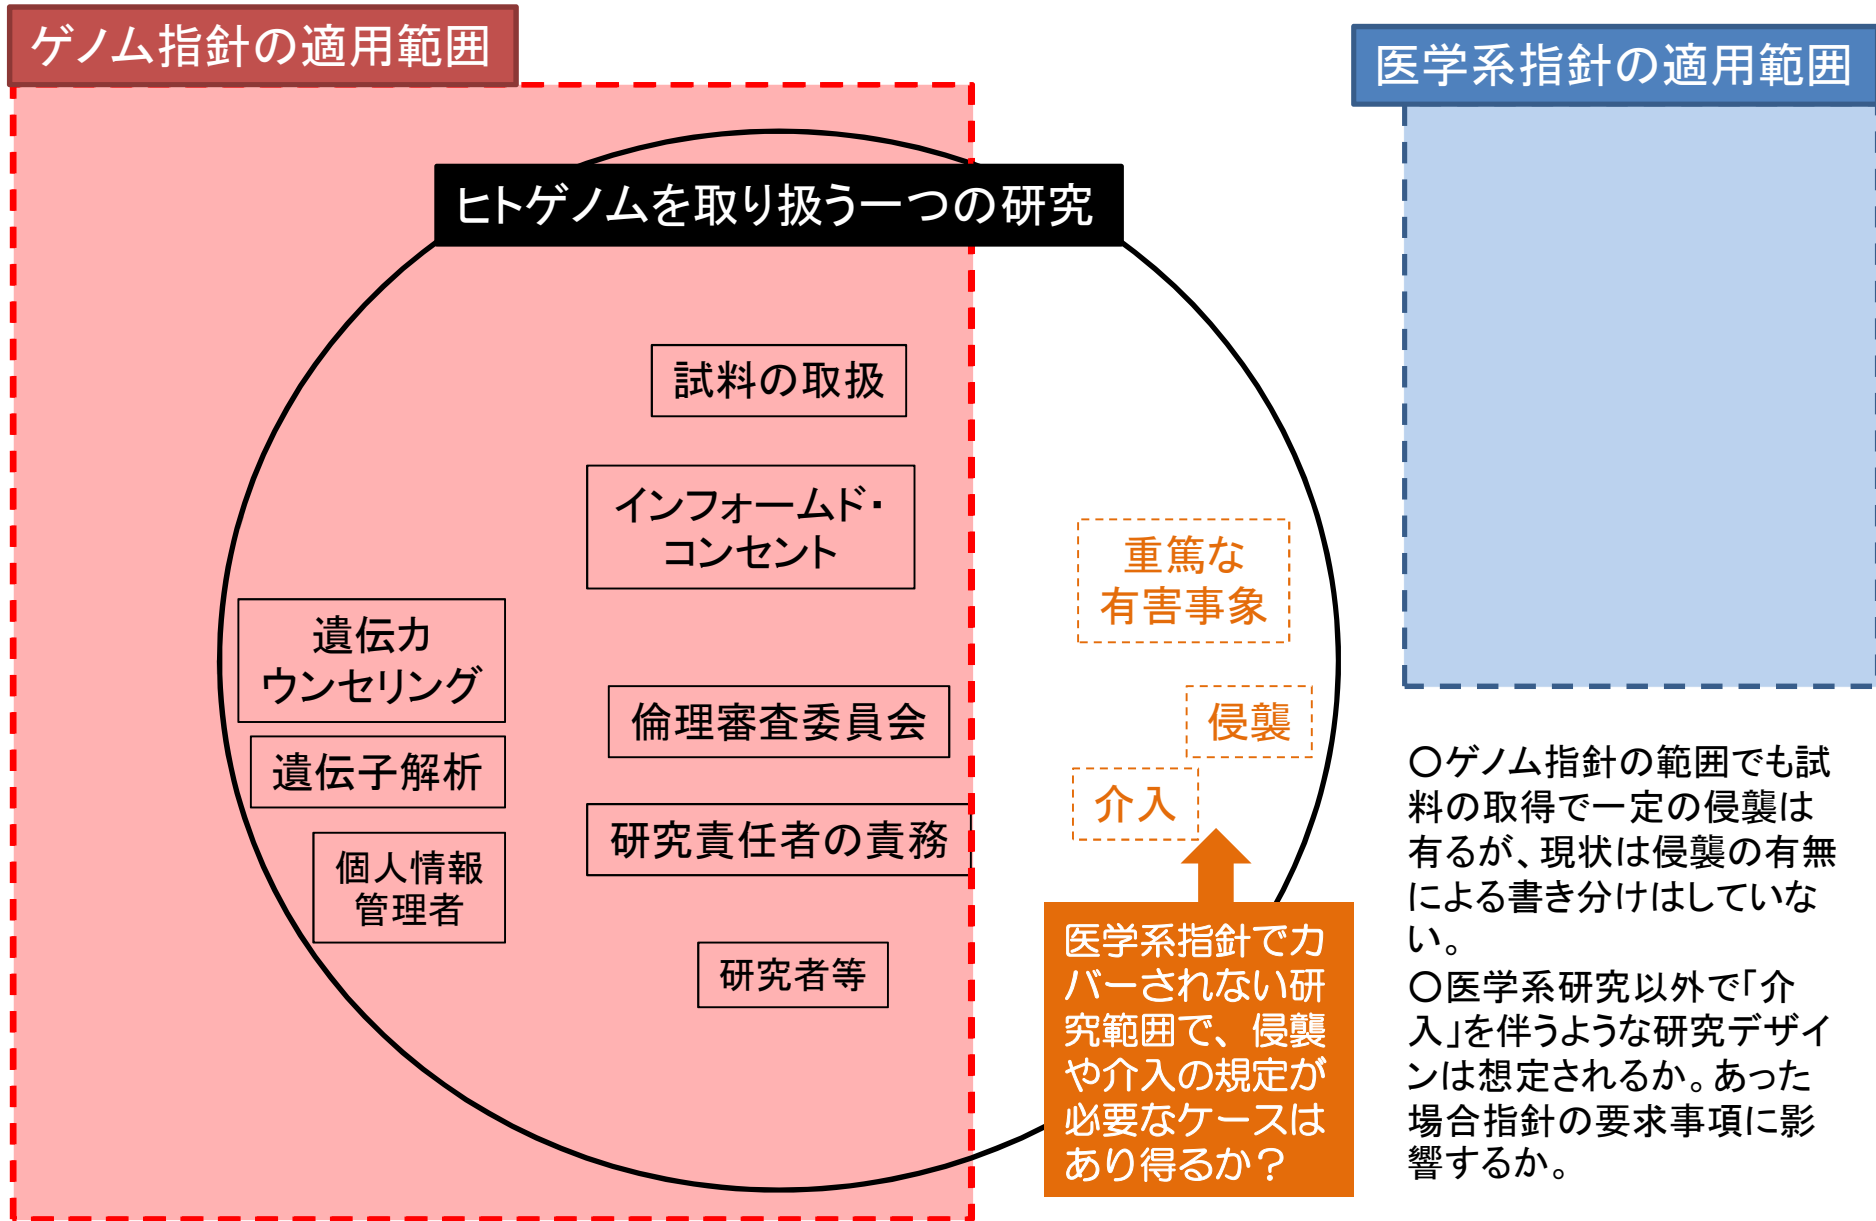 ゲノム指針の適用範囲
医学系指針の適用範囲
ヒトゲノムを取り扱う一つの研究
試料の取扱
インフォームド・
コンセント
重篤な
有害事象
遺伝カ
ウンセリング
倫理審査委員会
侵襲
遺伝子解析
介入
研究責任者の責務
個人情報
管理者
研究者等
医学系指針でカ
バーされない研
究範囲で、侵襲
や介入の規定が
必要なケースは
あり得るか？
○ゲノム指針の範囲でも試
料の取得で一定の侵襲は
有るが、現状は侵襲の有無
による書き分けはしていな
い。
○医学系研究以外で「介
入」を伴うような研究デザイ
ンは想定されるか。あった
場合指針の要求事項に影
響するか。